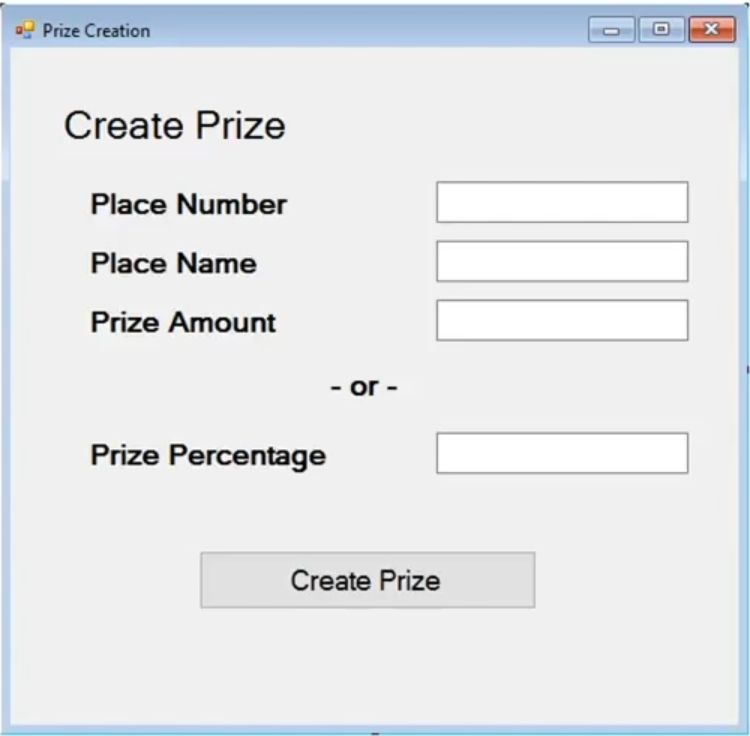 Prize Creation
Create Prize
Place Number
Place Name
Prize Amount
- or -
Prize Percentage
Create Prize